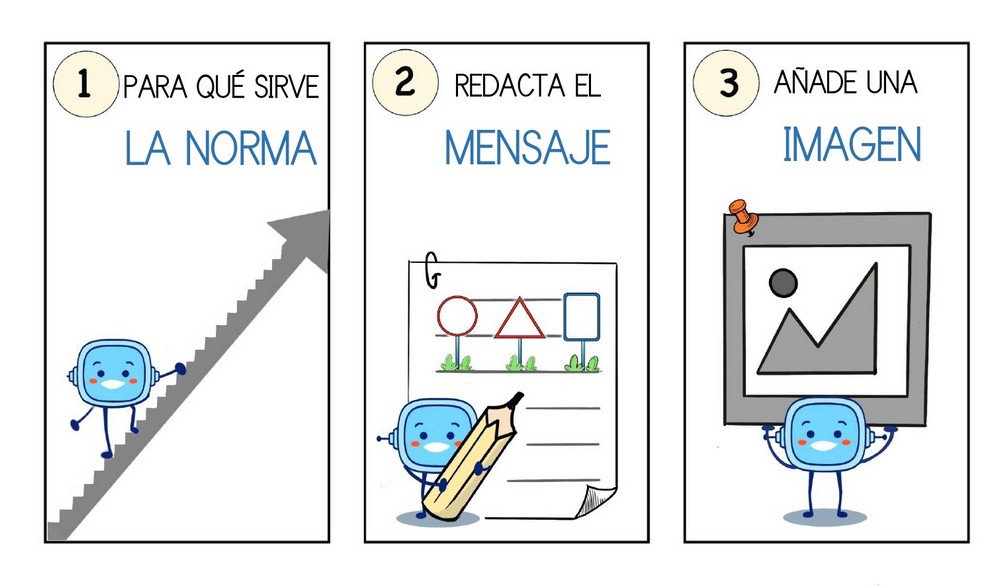 1 PARA QUÉ SIRVE
LA NORMA
2 REDACTA EL
MENSAJE
3 AÑADE UNA
IMAGEN